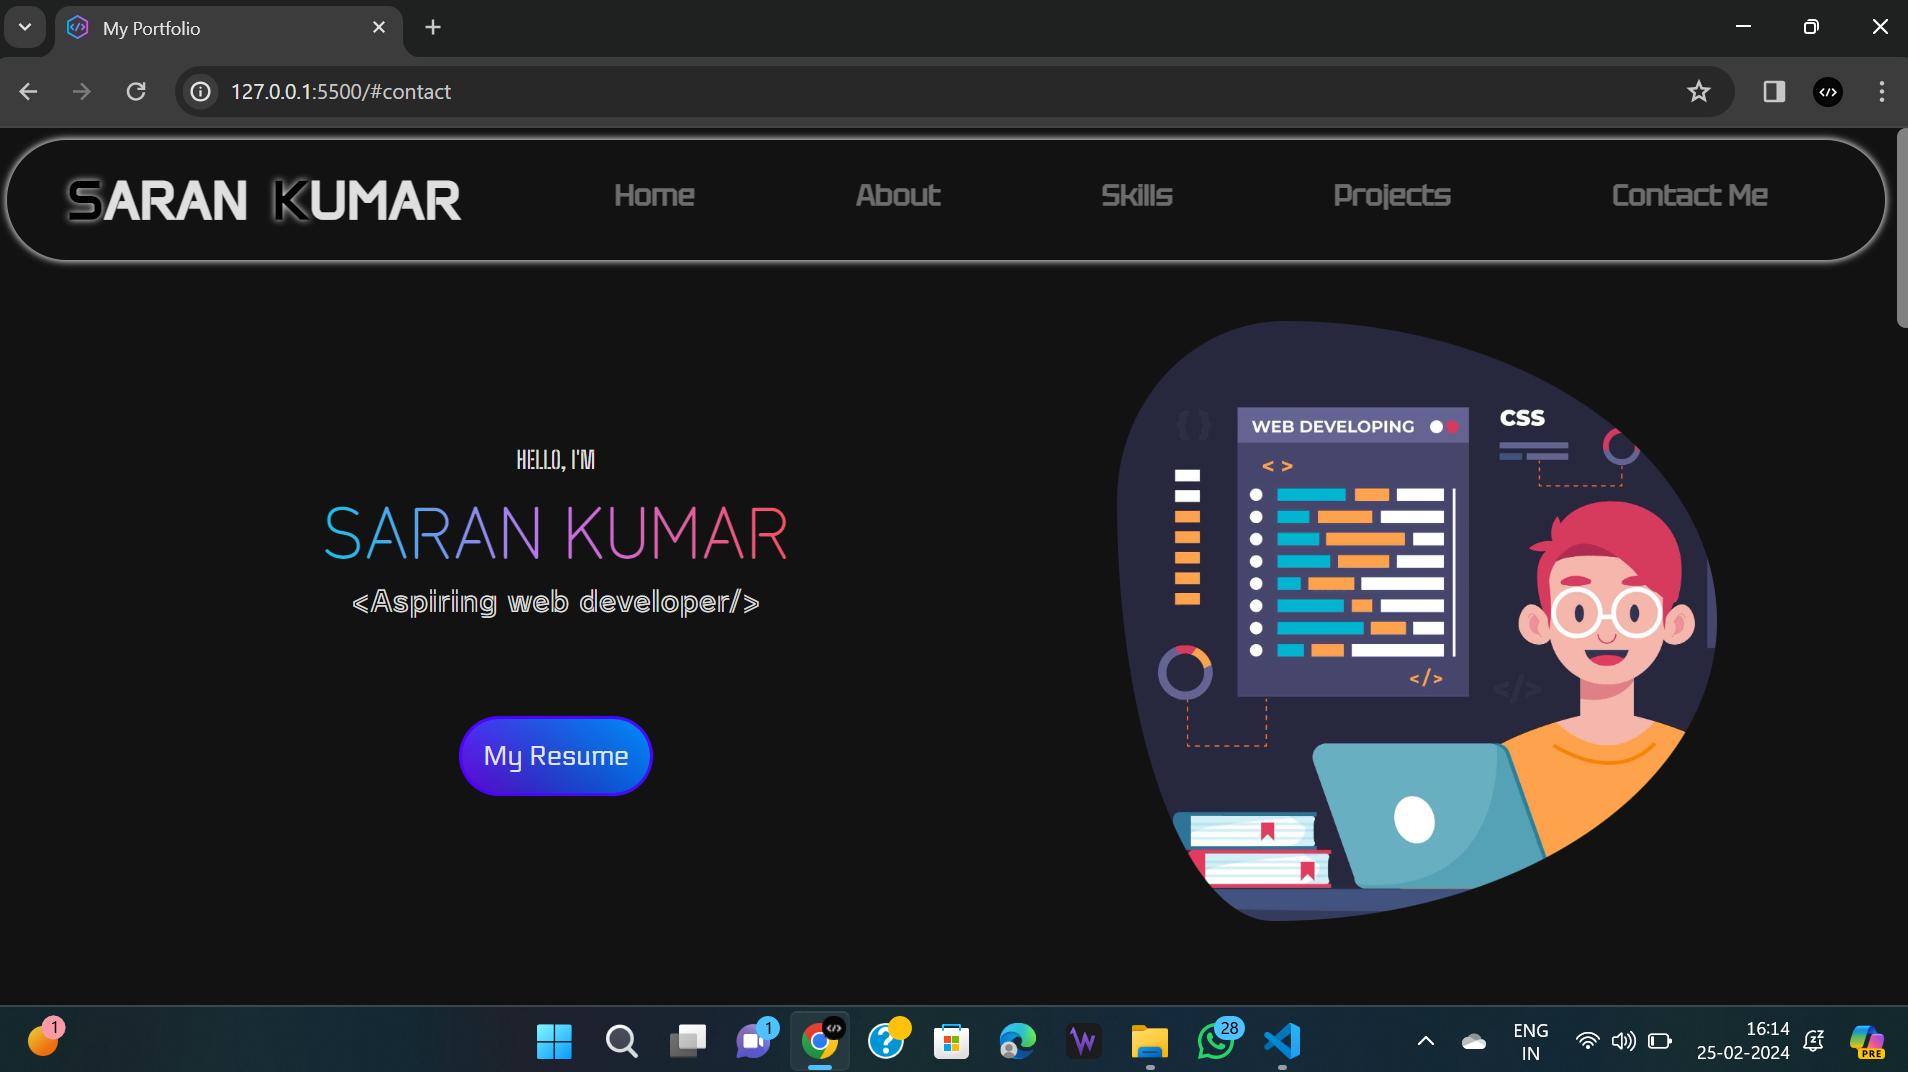 My Portfolio
127.0.0.1:5500/#contact
SARAN KUMAR
Home
About
Skills
Projects
Contact Me
HELLO, I'M
SARAN KUMAR
<Aspiring web developer/>
My Resume
{ }
WEB DEVELOPING
< >
</>
CSS
</>
1
1
28
ENG
IN
16:14
25-02-2024
PRE